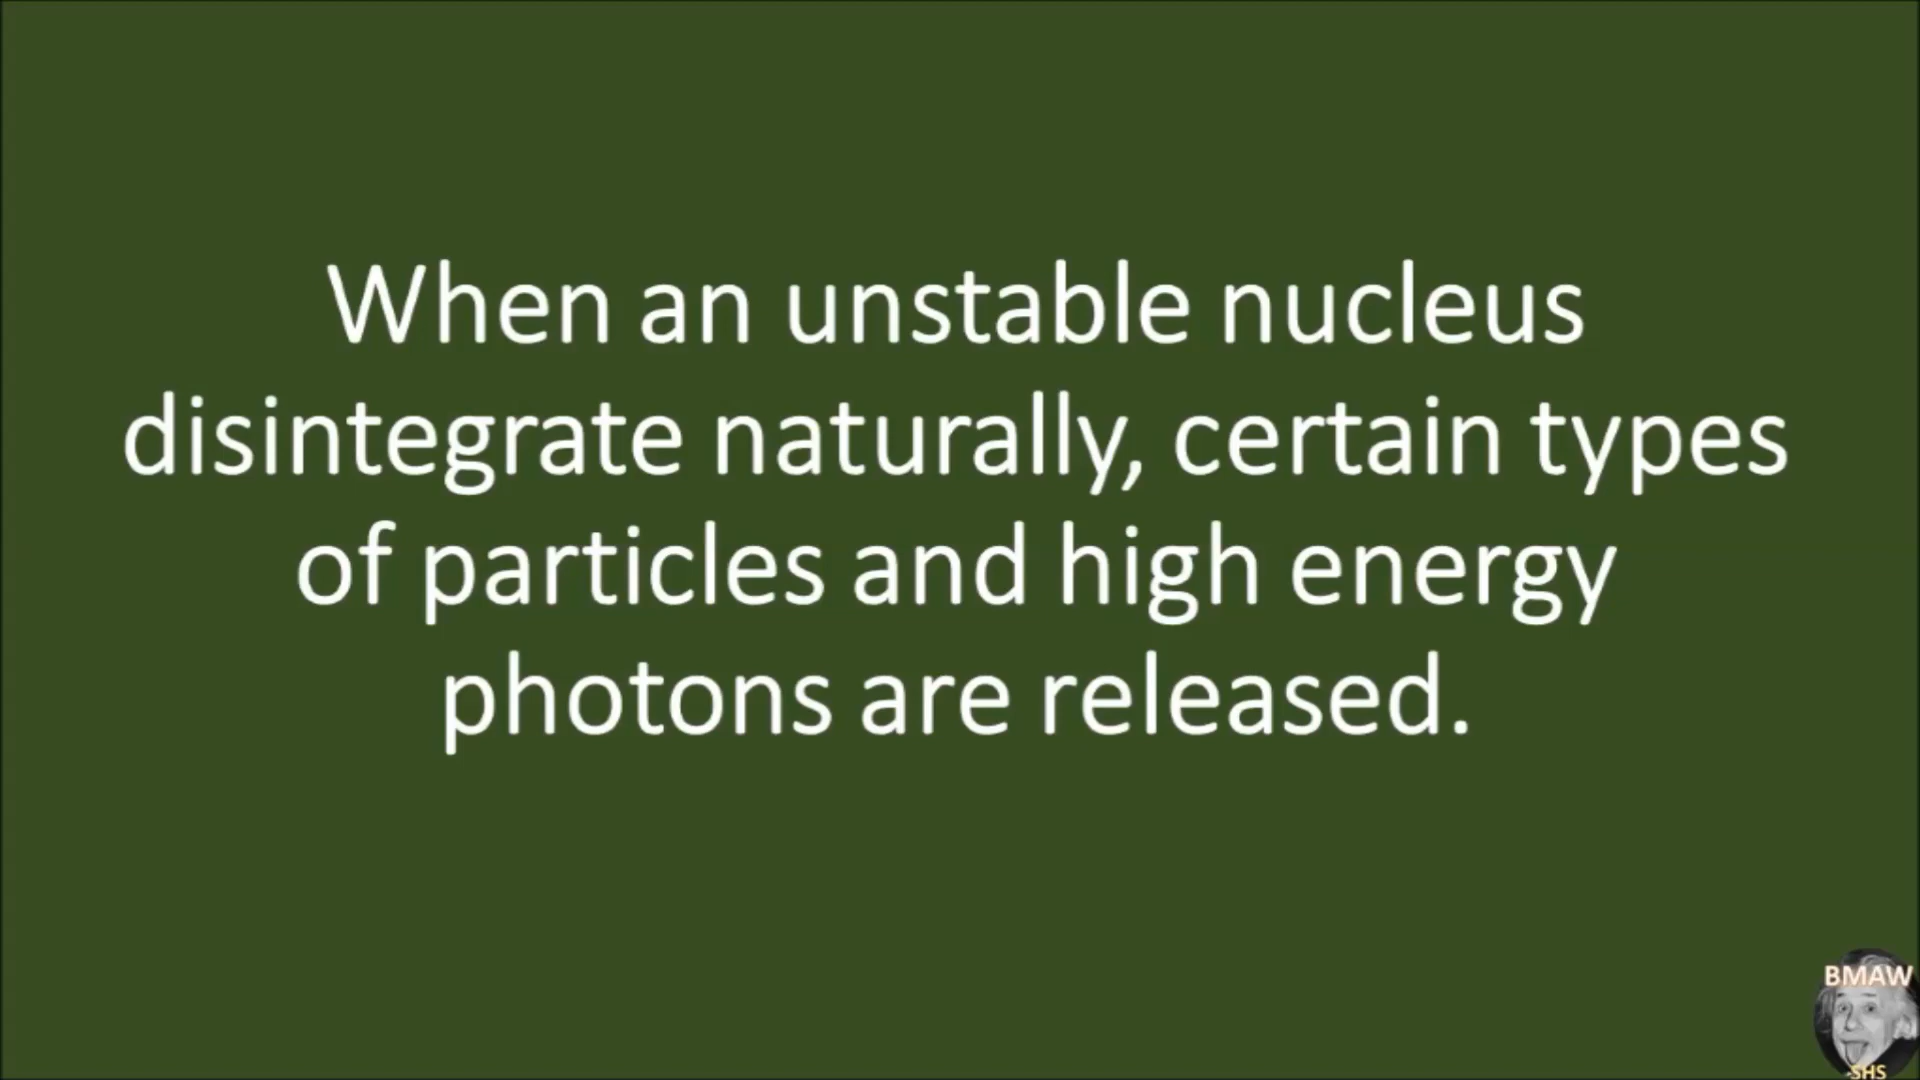 When an unstable nucleus
disintegrate naturally, certain types
of particles and high energy
photons are released.
BMAW
SHS